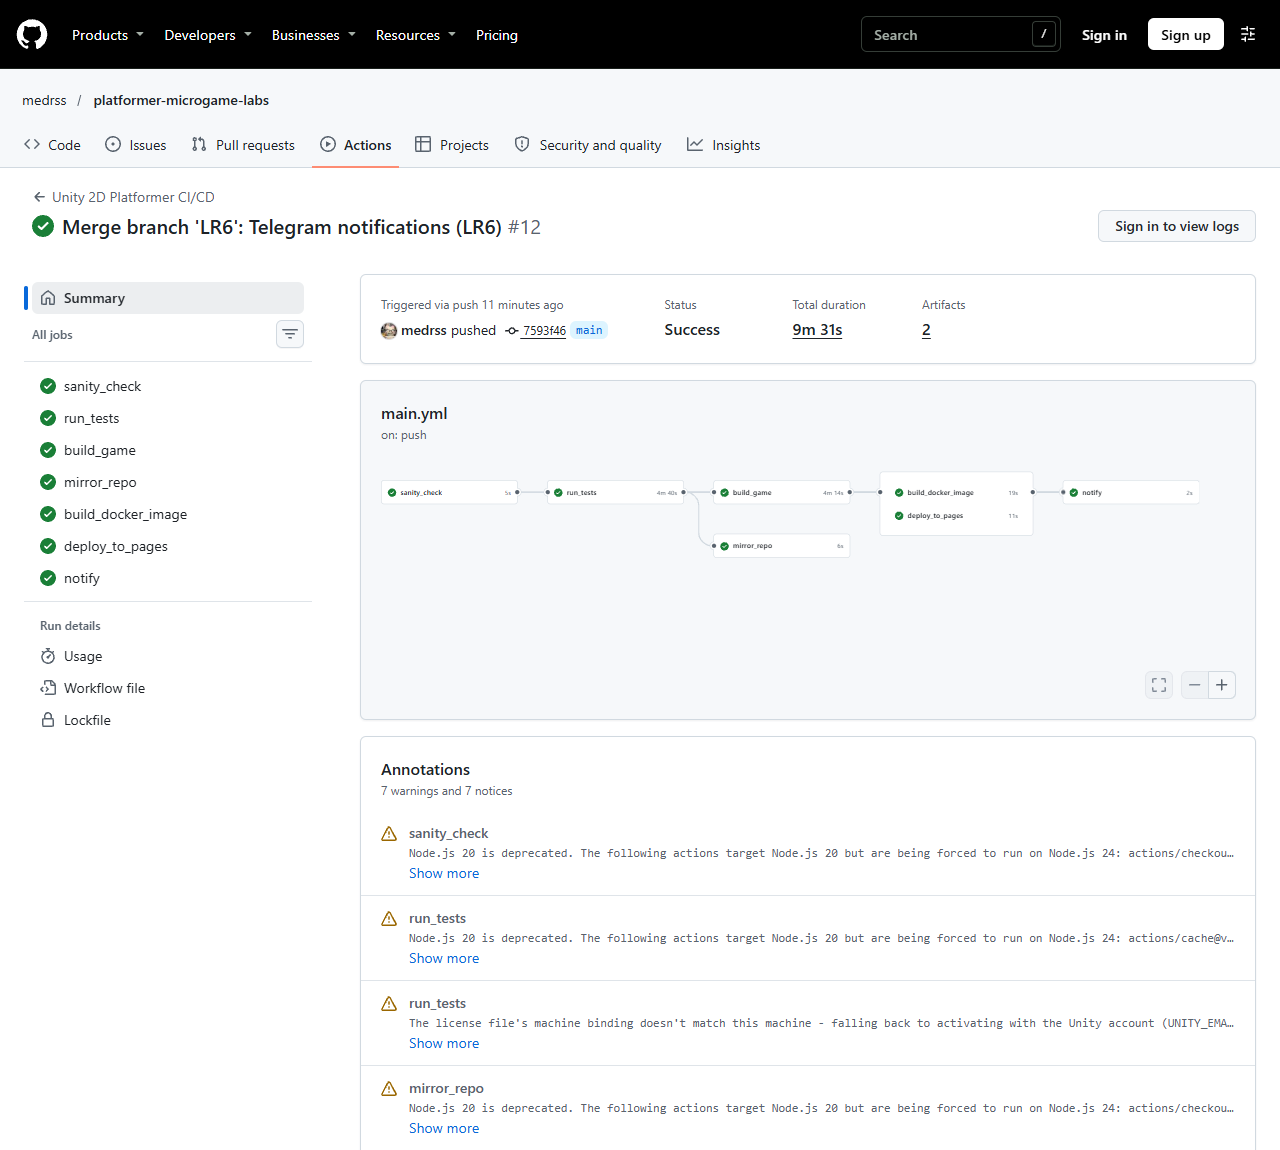 Products
Developers
Businesses
Resources
Pricing
Search
/
Sign in
Sign up
medrss / platformer-microgame-labs
Code
Issues
Pull requests
Actions
Projects
Security and quality
Insights
Unity 2D Platformer CI/CD
Merge branch 'LR6': Telegram notifications (LR6) #12
Sign in to view logs
Summary
All jobs
sanity_check
run_tests
build_game
mirror_repo
build_docker_image
deploy_to_pages
notify
Run details
Usage
Workflow file
Lockfile
Triggered via push 11 minutes ago
medrss pushed 7593f46 main
Status
Success
Total duration
9m 31s
Artifacts
2
main.yml
on: push
sanity_check 5s
run_tests 4m 40s
build_game 4m 14s
build_docker_image 19s
notify 2s
deploy_to_pages 11s
mirror_repo 6s
Annotations
7 warnings and 7 notices
sanity_check
Node.js 20 is deprecated. The following actions target Node.js 20 but are being forced to run on Node.js 24: actions/checkou…
Show more
run_tests
Node.js 20 is deprecated. The following actions target Node.js 20 but are being forced to run on Node.js 24: actions/cache@v…
Show more
run_tests
The license file's machine binding doesn't match this machine - falling back to activating with the Unity account (UNITY_EMA…
Show more
mirror_repo
Node.js 20 is deprecated. The following actions target Node.js 20 but are being forced to run on Node.js 24: actions/checkou…
Show more